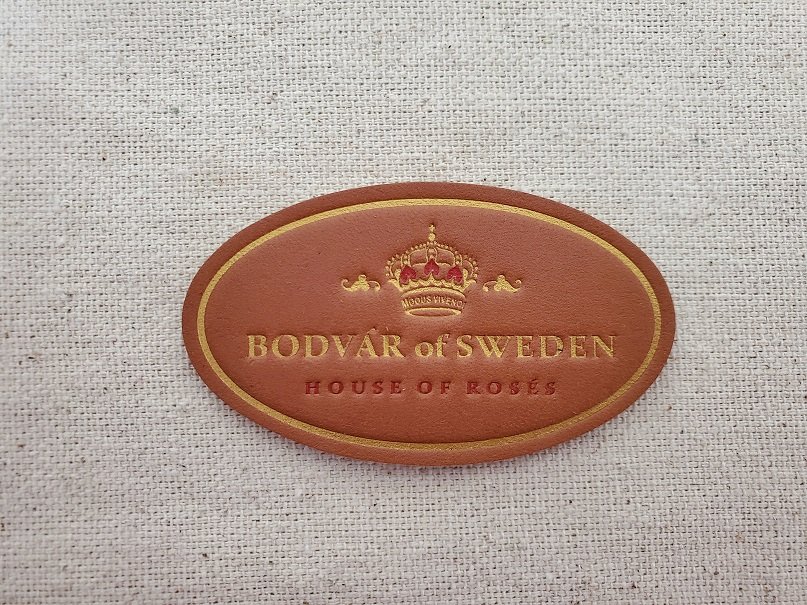 MODUS VIVENDI
BODVÁR of SWEDEN
HOUSE OF ROSÉS